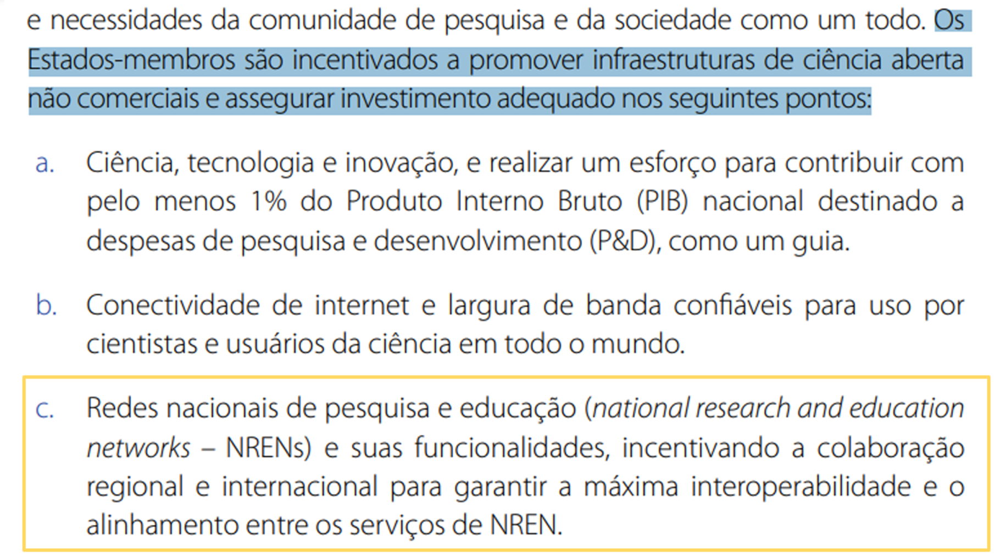 e necessidades da comunidade de pesquisa e da sociedade como um todo. Os
Estados-membros são incentivados a promover infraestruturas de ciência aberta
não comerciais e assegurar investimento adequado nos seguintes pontos:
a. Ciência, tecnologia e inovação, e realizar um esforço para contribuir com
pelo menos 1% do Produto Interno Bruto (PIB) nacional destinado a
despesas de pesquisa e desenvolvimento (P&D), como um guia.
b. Conectividade de internet e largura de banda confiáveis para uso por
cientistas e usuários da ciência em todo o mundo.
c. Redes nacionais de pesquisa e educação (national research and education
networks – NRENs) e suas funcionalidades, incentivando a colaboração
regional e internacional para garantir a máxima interoperabilidade e o
alinhamento entre os serviços de NREN.